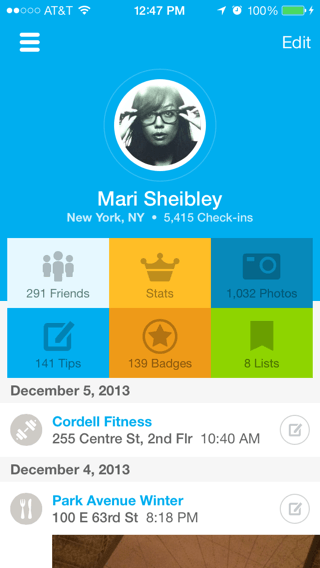 AT&T 12:47 PM 100%
Edit
Mari Sheibley
New York, NY • 5,415 Check-ins
291 Friends Stats 1,032 Photos
141 Tips 139 Badges 8 Lists
December 5, 2013
Cordell Fitness
255 Centre St, 2nd Flr 10:40 AM
December 4, 2013
Park Avenue Winter
100 E 63rd St 8:18 PM